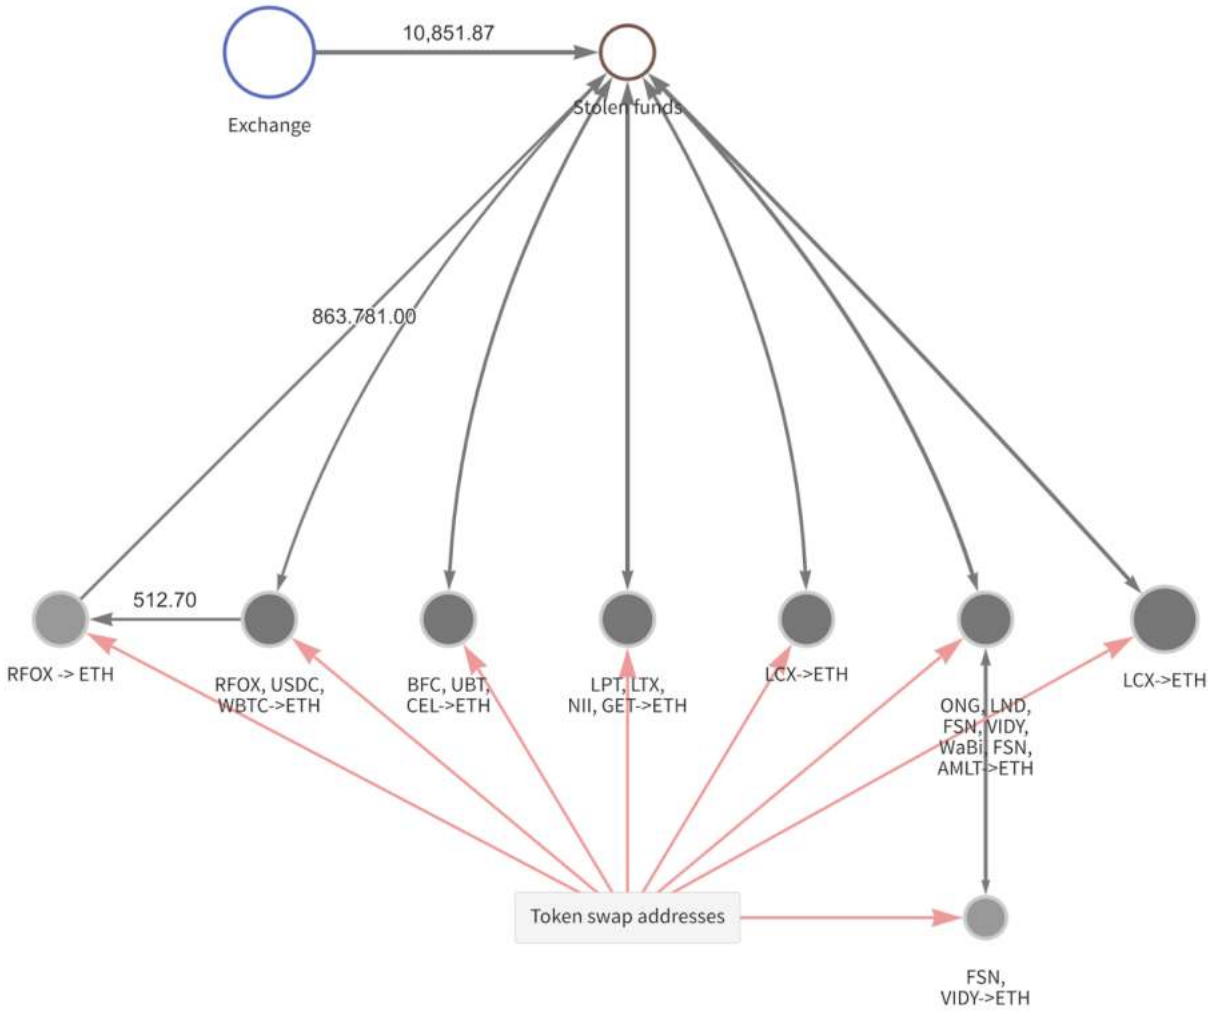 10,851.87
Stolen funds
Exchange
863.781.00
512.70
RFOX -> ETH
RFOX, USDC,
WBTC->ETH
BFC, UBT,
CEL->ETH
LPT, LTX,
NII, GET->ETH
LCX->ETH
ONG, LND,
FSN, VIDY,
WaBi, FSN,
AMLT->ETH
LCX->ETH
Token swap addresses
FSN,
VIDY->ETH